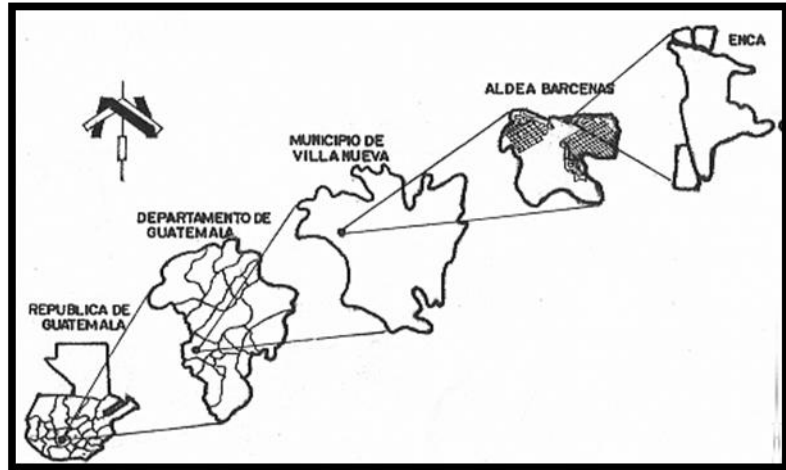 ENCA
ALDEA BARCENAS
MUNICIPIO DE
VILLA NUEVA
DEPARTAMENTO DE
GUATEMALA
REPUBLICA DE
GUATEMALA